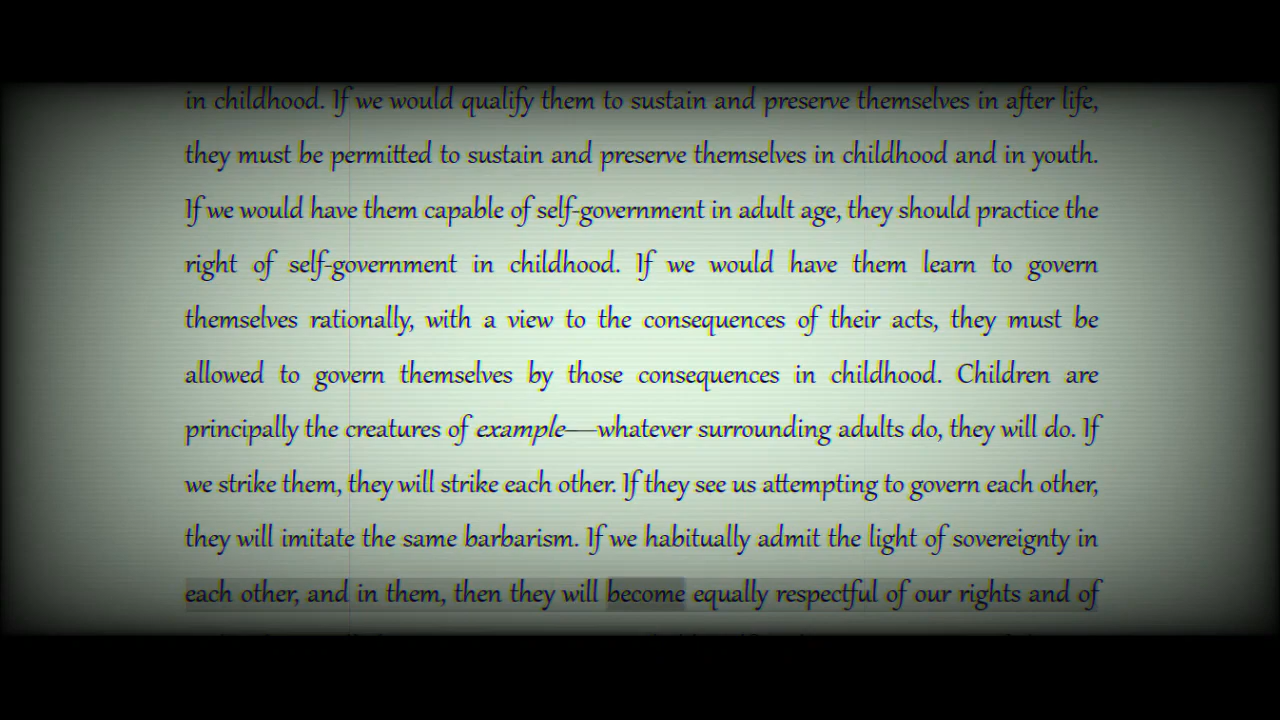 in childhood. If we would qualify them to sustain and preserve themselves in after life,
they must be permitted to sustain and preserve themselves in childhood and in youth.
If we would have them capable of self-government in adult age, they should practice the
right of self-government in childhood. If we would have them learn to govern
themselves rationally, with a view to the consequences of their acts, they must be
allowed to govern themselves by those consequences in childhood. Children are
principally the creatures of example—whatever surrounding adults do, they will do. If
we strike them, they will strike each other. If they see us attempting to govern each other,
they will imitate the same barbarism. If we habitually admit the light of sovereignty in
each other, and in them, then they will become equally respectful of our rights and of